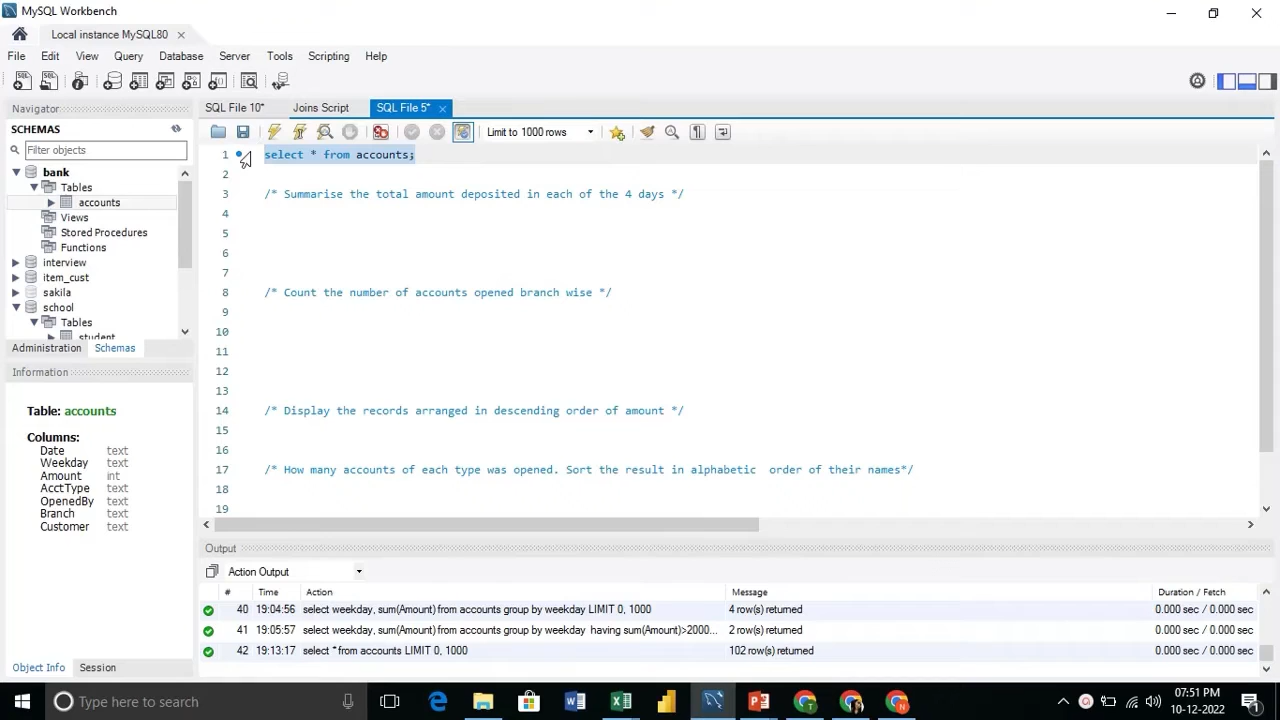 MySQL Workbench
Local instance MySQL80
File Edit View Query Database Server Tools Scripting Help
Navigator
SCHEMAS
Filter objects
bank
Tables
accounts
Views
Stored Procedures
Functions
interview
item_cust
sakila
school
Tables
student
Administration Schemas
Information
Table: accounts
Columns:
Date text
Weekday text
Amount int
AcctType text
OpenedBy text
Branch text
Customer text
Object Info Session
SQL File 10* Joins Script SQL File 5*
Limit to 1000 rows
1 select * from accounts;
2
3 /* Summarise the total amount deposited in each of the 4 days */
4
5
6
7
8 /* Count the number of accounts opened branch wise */
9
10
11
12
13
14 /* Display the records arranged in descending order of amount */
15
16
17 /* How many accounts of each type was opened. Sort the result in alphabetic  order of their names*/
18
19
Output
Action Output
# Time Action Message Duration / Fetch
40 19:04:56 select weekday, sum(Amount) from accounts group by weekday LIMIT 0, 1000 4 row(s) returned 0.000 sec / 0.000 sec
41 19:05:57 select weekday, sum(Amount) from accounts group by weekday  having sum(Amount)>2000... 2 row(s) returned 0.000 sec / 0.000 sec
42 19:13:17 select * from accounts LIMIT 0, 1000 102 row(s) returned 0.000 sec / 0.000 sec
Type here to search
07:51 PM
10-12-2022